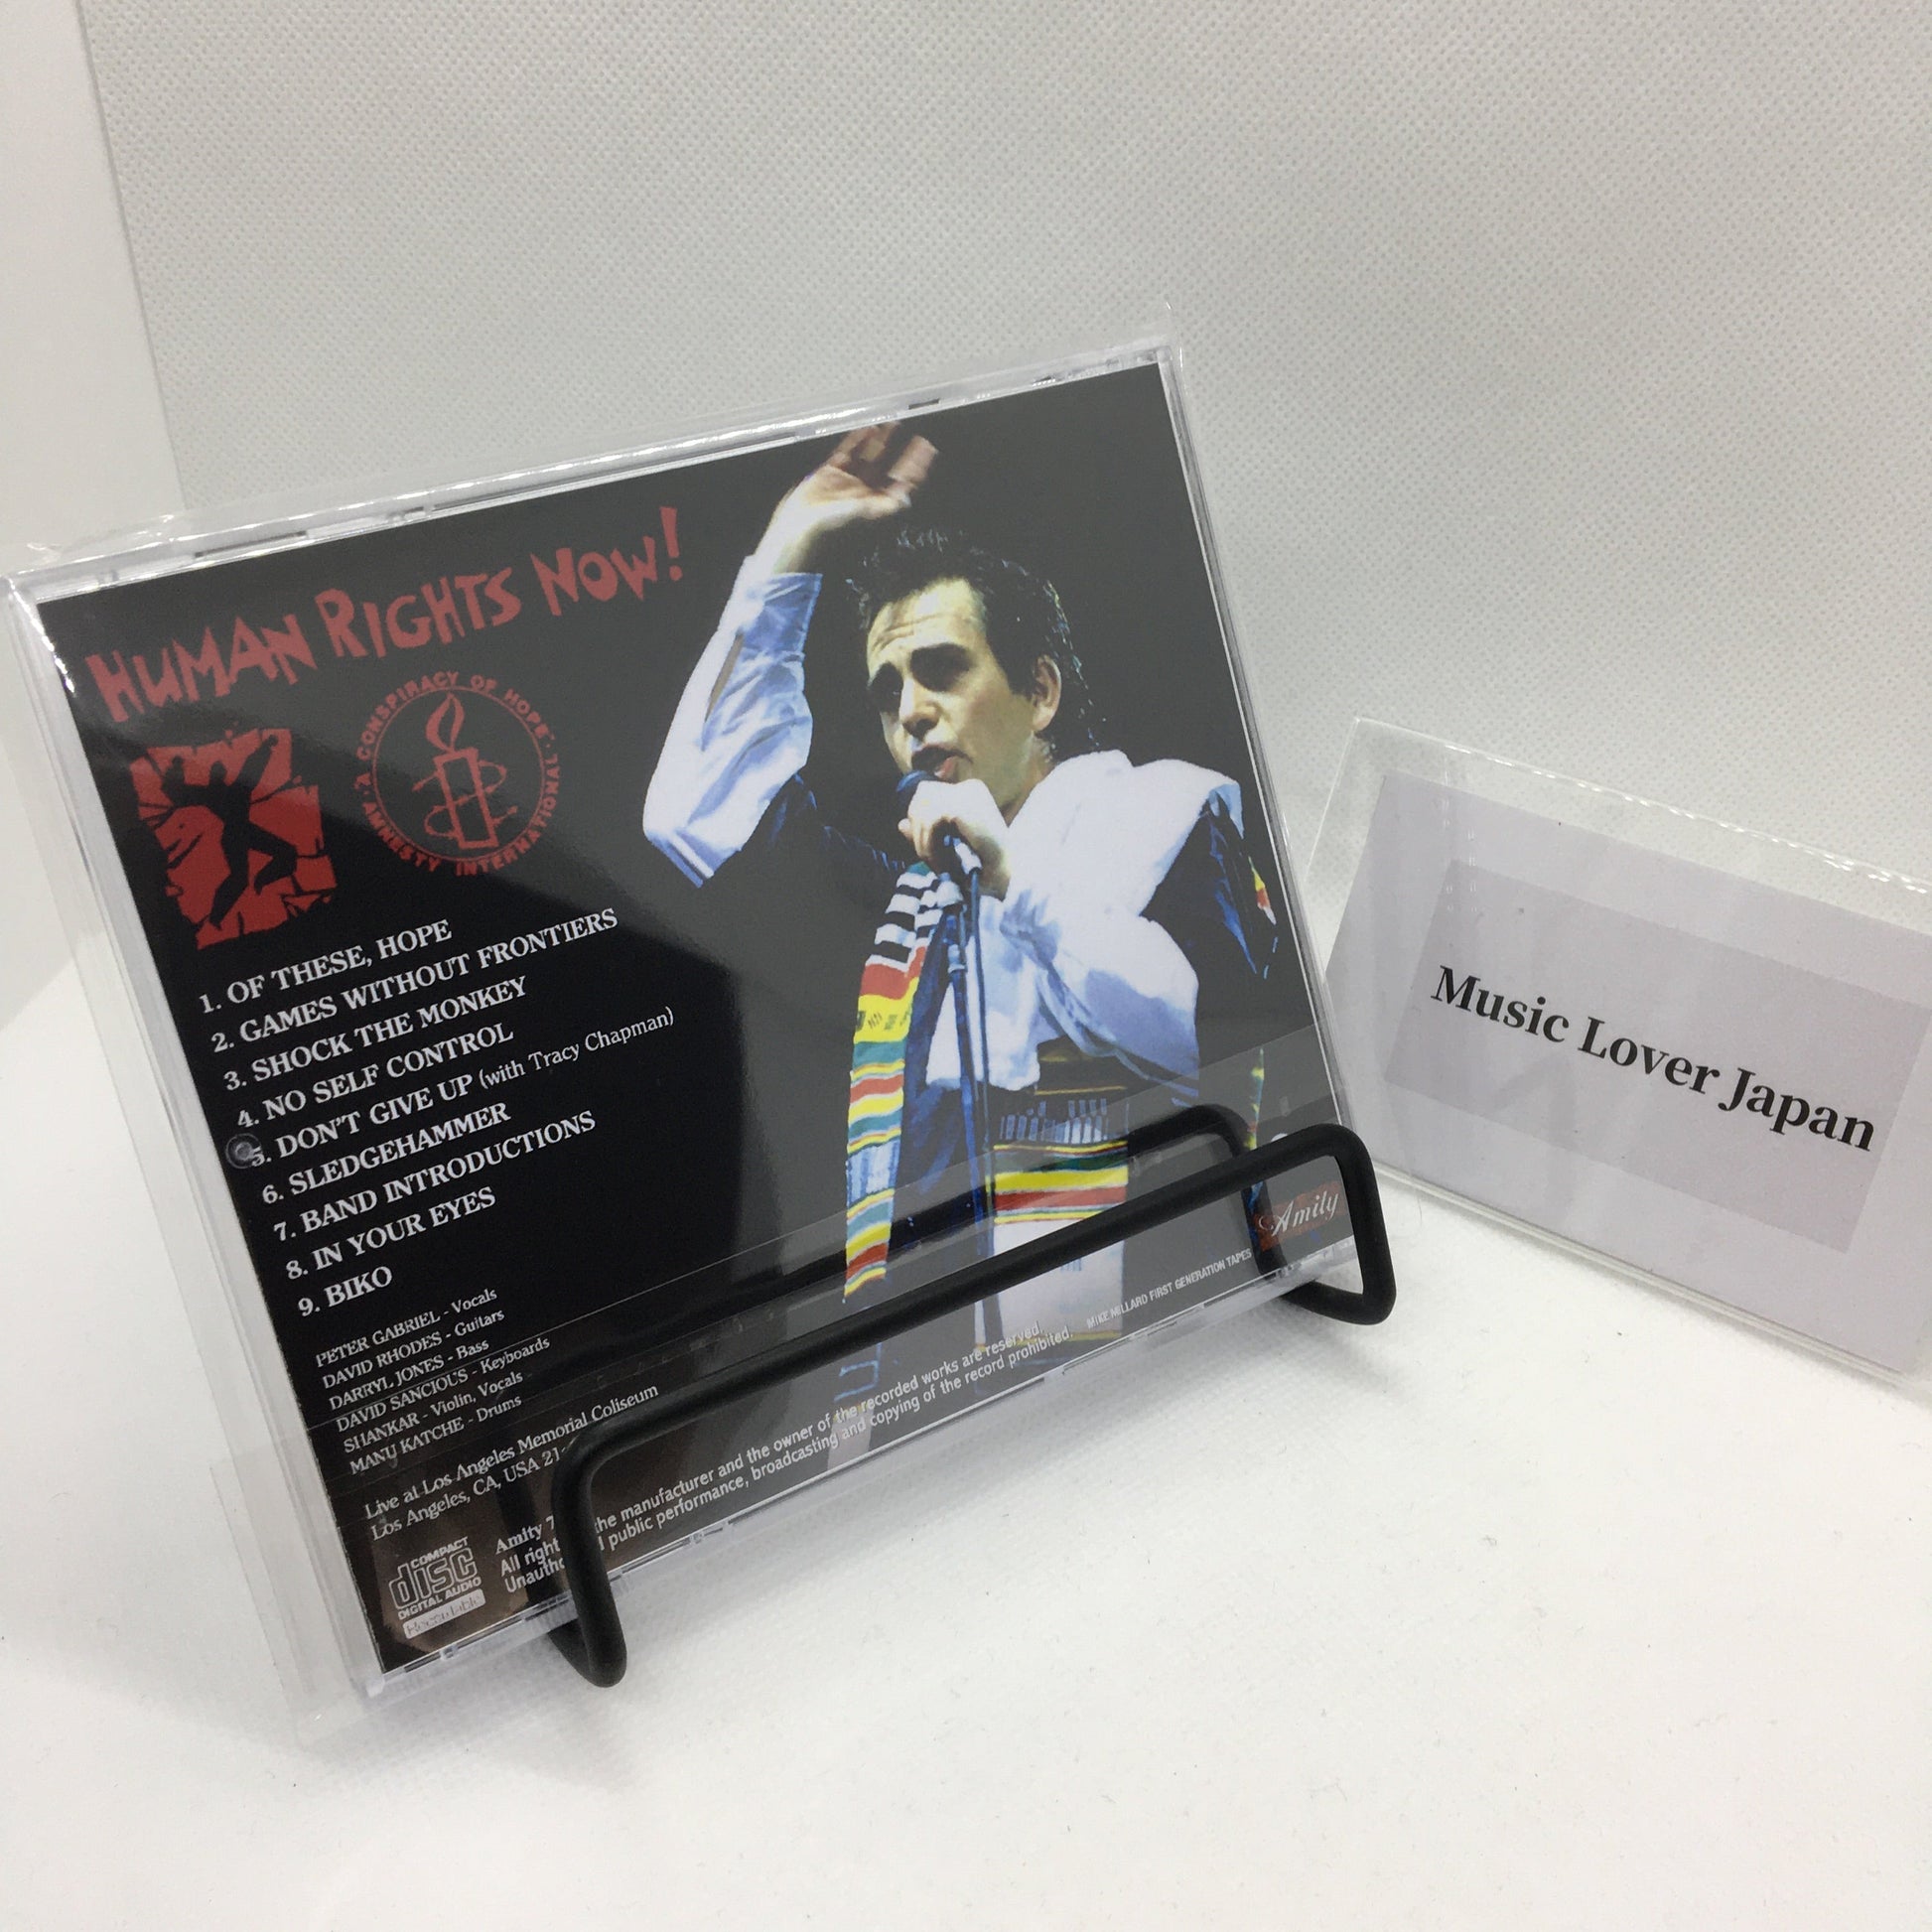 HUMAN RIGHTS NOW!
· A CONSPIRACY OF HOPE · AMNESTY INTERNATIONAL
1. OF THESE, HOPE
2. GAMES WITHOUT FRONTIERS
3. SHOCK THE MONKEY
4. NO SELF CONTROL
5. DON'T GIVE UP (with Tracy Chapman)
6. SLEDGEHAMMER
7. BAND INTRODUCTIONS
8. IN YOUR EYES
9. BIKO
PETER GABRIEL - Vocals
DAVID RHODES - Guitars
DARRYL JONES - Bass
DAVID SANCIOUS - Keyboards
SHANKAR - Violin, Vocals
MANU KATCHE - Drums
Live at Los Angeles Memorial Coliseum
Los Angeles, CA, USA 21
COMPACT
disc
DIGITAL AUDIO
Recordable
Amity
All the manufacturer and the owner of the recorded works are reserved.
public performance, broadcasting and copying of the record prohibited.
MIKE MILLARD FIRST GENERATION TAPES
Amity
Music Lover Japan